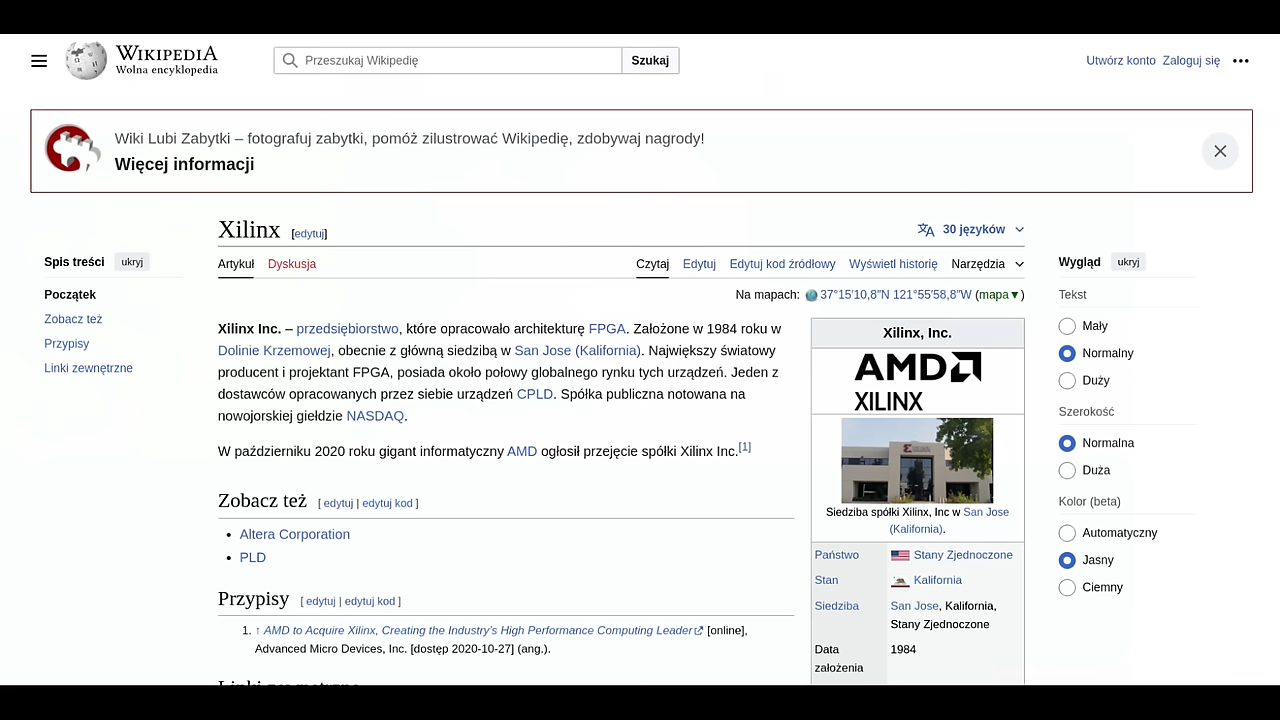 WIKIPEDIA
Wolna encyklopedia
Przeszukaj Wikipedię
Szukaj
Utwórz konto Zaloguj się
Wiki Lubi Zabytki – fotografuj zabytki, pomóż zilustrować Wikipedię, zdobywaj nagrody!
Więcej informacji
Xilinx [edytuj]
30 języków
Spis treści ukryj
Początek
Zobacz też
Przypisy
Linki zewnętrzne
Artykuł Dyskusja
Czytaj Edytuj Edytuj kod źródłowy Wyświetl historię Narzędzia
Na mapach: 37°15′10,8″N 121°55′58,8″W (mapa▼)
Xilinx Inc. – przedsiębiorstwo, które opracowało architekturę FPGA. Założone w 1984 roku w
Dolinie Krzemowej, obecnie z główną siedzibą w San Jose (Kalifornia). Największy światowy
producent i projektant FPGA, posiada około połowy globalnego rynku tych urządzeń. Jeden z
dostawców opracowanych przez siebie urządzeń CPLD. Spółka publiczna notowana na
nowojorskiej giełdzie NASDAQ.
W październiku 2020 roku gigant informatyczny AMD ogłosił przejęcie spółki Xilinx Inc.[1]
Zobacz też [ edytuj | edytuj kod ]
• Altera Corporation
• PLD
Przypisy [ edytuj | edytuj kod ]
1. ↑ AMD to Acquire Xilinx, Creating the Industry’s High Performance Computing Leader [online],
Advanced Micro Devices, Inc. [dostęp 2020-10-27] (ang.).
Linki zewnętrzne
Xilinx, Inc.
AMD
XILINX
Siedziba spółki Xilinx, Inc w San Jose
(Kalifornia).
Państwo Stany Zjednoczone
Stan Kalifornia
Siedziba San Jose, Kalifornia,
Stany Zjednoczone
Data 1984
założenia
Wygląd ukryj
Tekst
Mały
Normalny
Duży
Szerokość
Normalna
Duża
Kolor (beta)
Automatyczny
Jasny
Ciemny